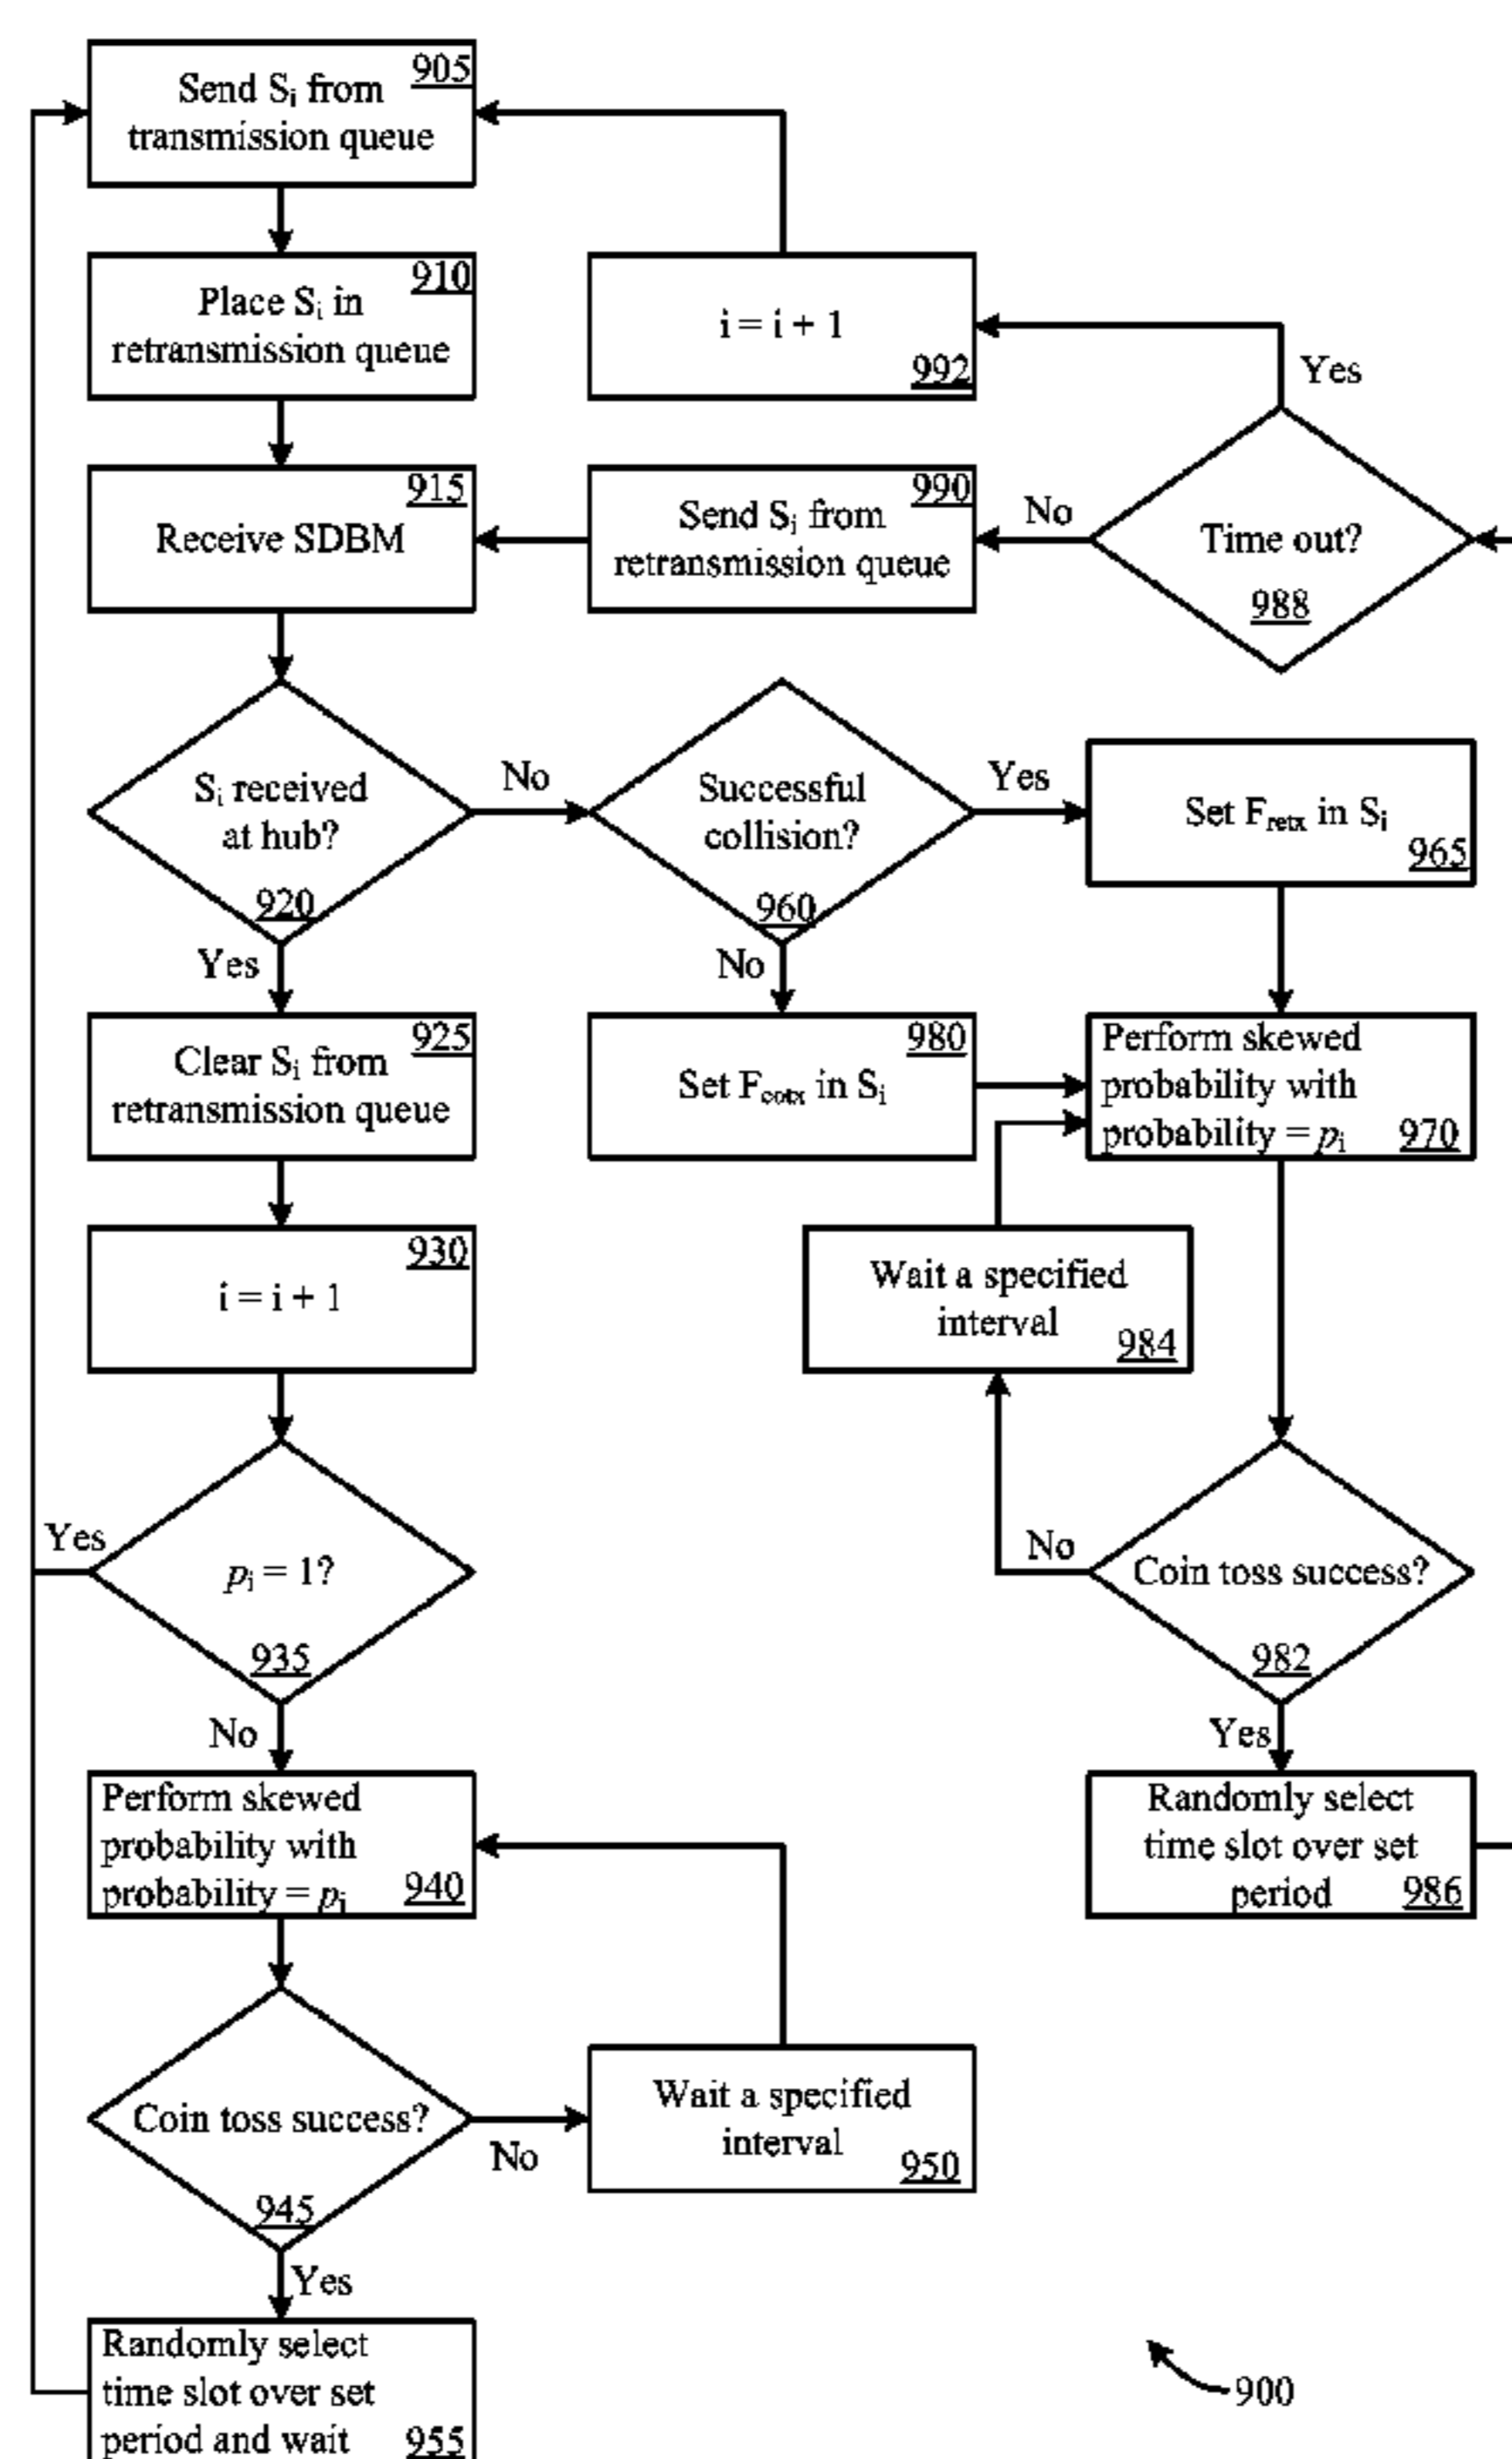 905
Send Si from
transmission queue
910
Place Si in
retransmission queue
i = i + 1
992
Yes
915
Receive SDBM
990
Send Si from
retransmission queue
No
Time out?
988
Si received
at hub?
920
No
Successful
collision?
960
Yes
Set Fretx in Si
965
Yes
No
925
Clear Si from
retransmission queue
980
Set Fcotx in Si
Perform skewed
probability with
probability = pi 970
930
i = i + 1
Wait a specified
interval
984
Yes
pi = 1?
935
No
Coin toss success?
982
No
Yes
Perform skewed
probability with
probability = pi 940
Randomly select
time slot over set
period 986
Coin toss success?
945
No
Wait a specified
interval
950
Yes
Randomly select
time slot over set
period and wait 955
900